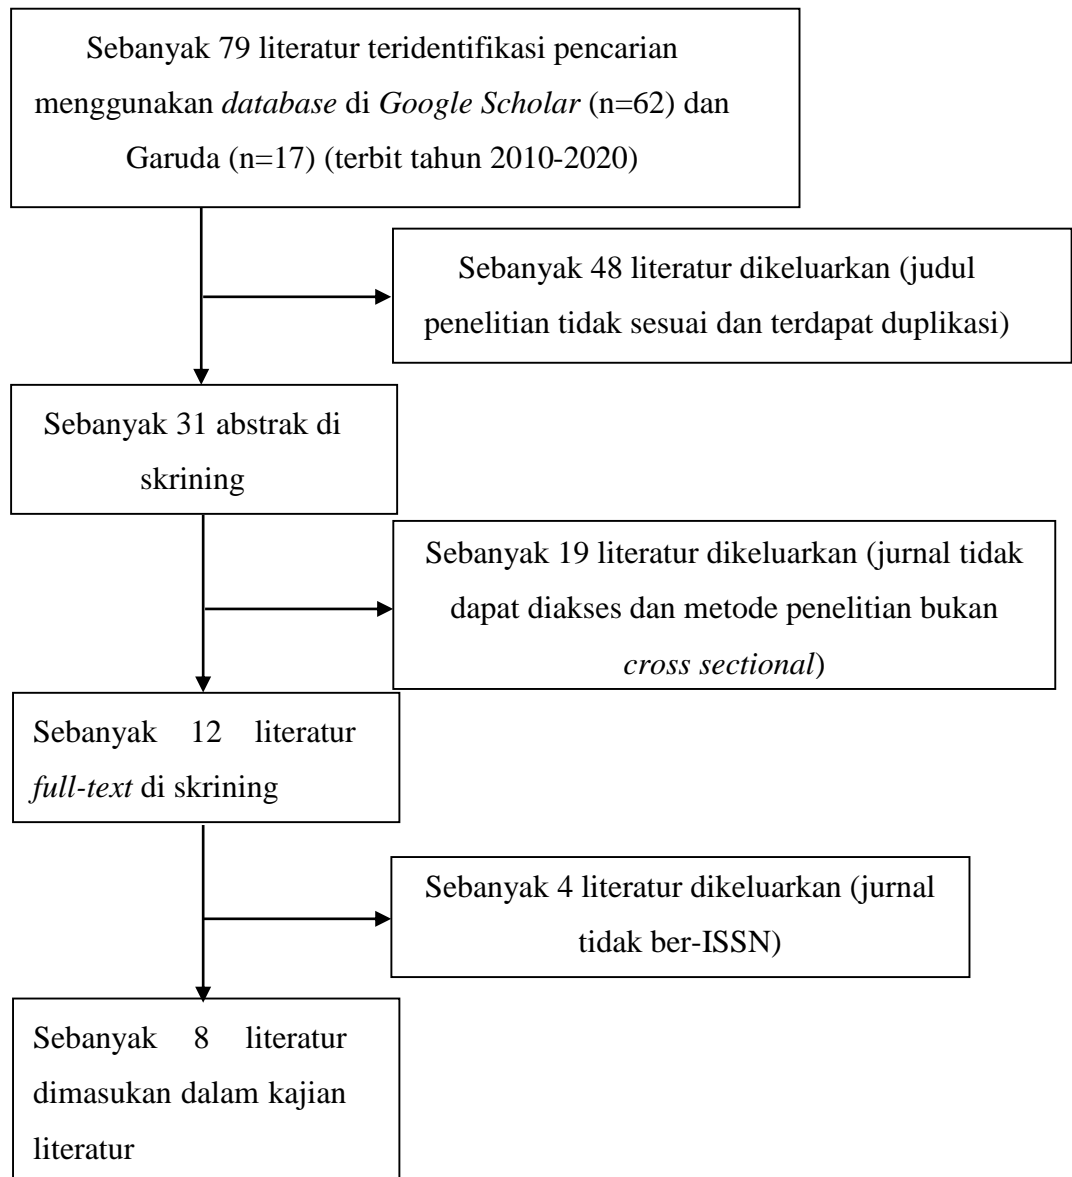 Sebanyak 79 literatur teridentifikasi pencarian
menggunakan database di Google Scholar (n=62) dan
Garuda (n=17) (terbit tahun 2010-2020)
Sebanyak 48 literatur dikeluarkan (judul
penelitian tidak sesuai dan terdapat duplikasi)
Sebanyak 31 abstrak di
skrining
Sebanyak 19 literatur dikeluarkan (jurnal tidak
dapat diakses dan metode penelitian bukan
cross sectional)
Sebanyak 12 literatur
full-text di skrining
Sebanyak 4 literatur dikeluarkan (jurnal
tidak ber-ISSN)
Sebanyak 8 literatur
dimasukan dalam kajian
literatur